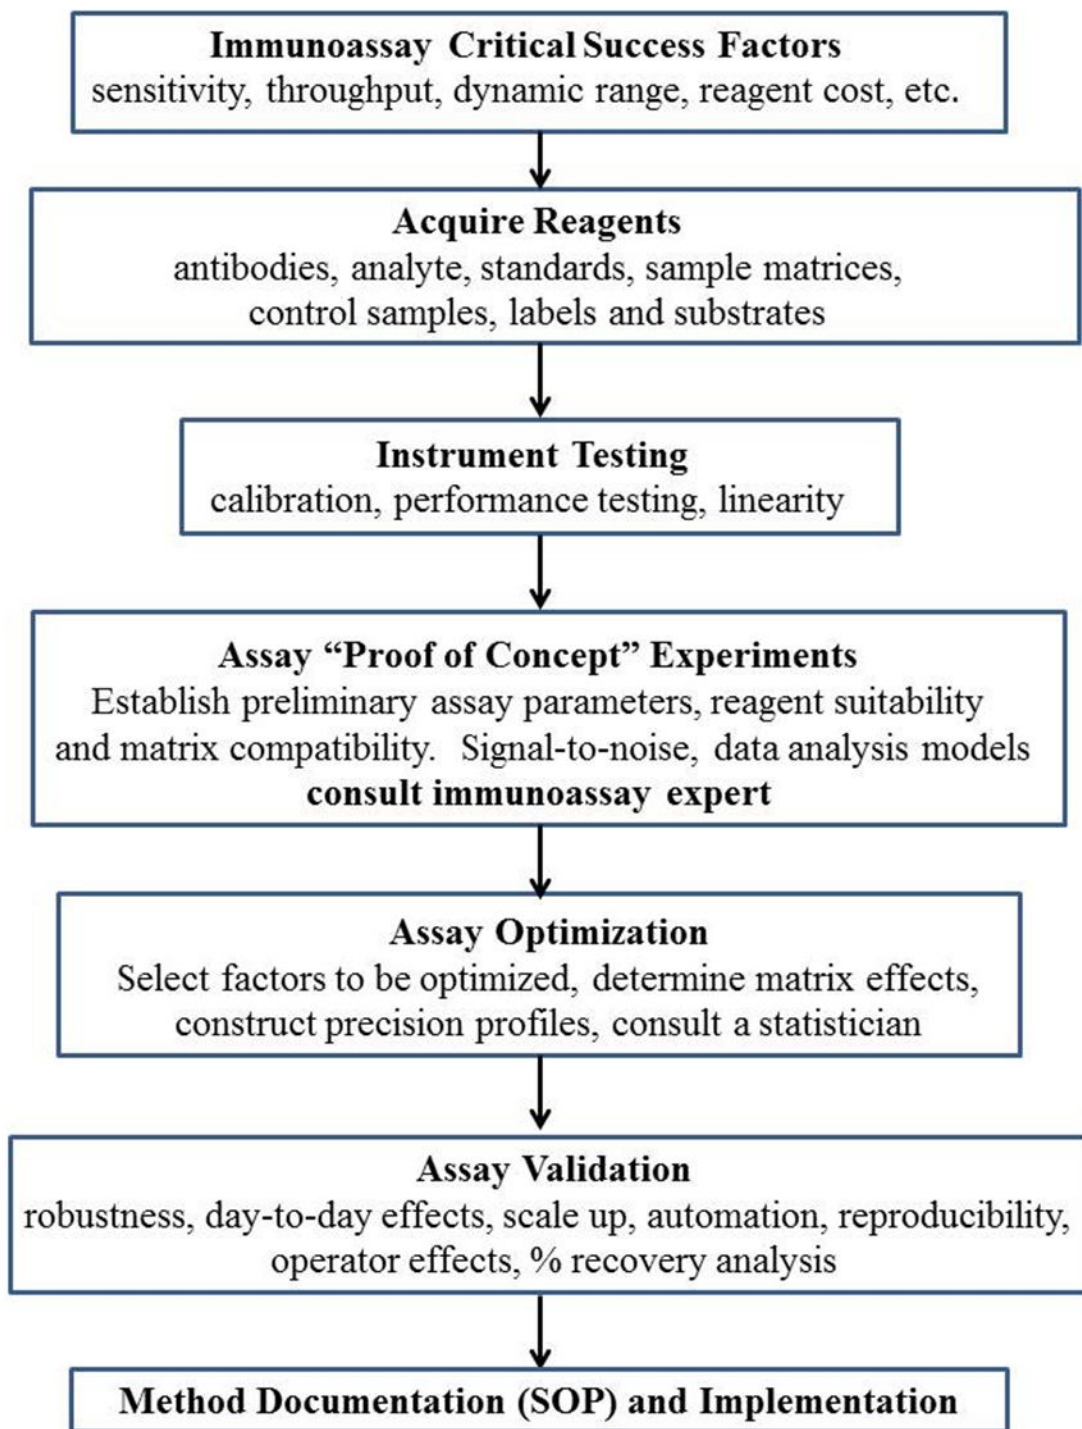 Immunoassay Critical Success Factors
sensitivity, throughput, dynamic range, reagent cost, etc.
Acquire Reagents
antibodies, analyte, standards, sample matrices,
control samples, labels and substrates
Instrument Testing
calibration, performance testing, linearity
Assay “Proof of Concept” Experiments
Establish preliminary assay parameters, reagent suitability
and matrix compatibility. Signal-to-noise, data analysis models
consult immunoassay expert
Assay Optimization
Select factors to be optimized, determine matrix effects,
construct precision profiles, consult a statistician
Assay Validation
robustness, day-to-day effects, scale up, automation, reproducibility,
operator effects, % recovery analysis
Method Documentation (SOP) and Implementation